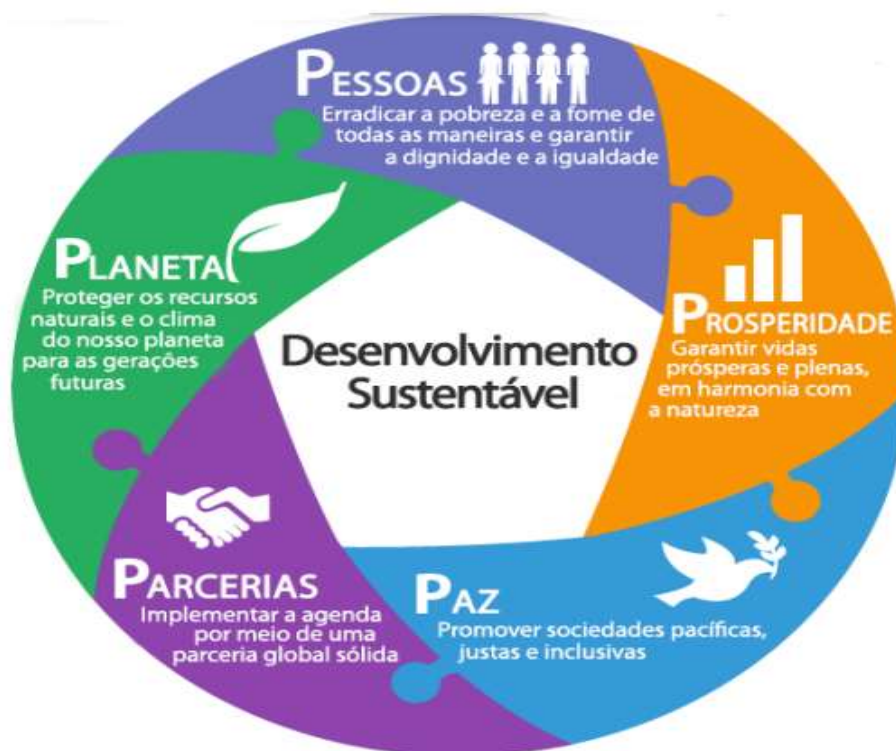 PESSOAS
Erradicar a pobreza e a fome de
todas as maneiras e garantir
a dignidade e a igualdade
PLANETA
Proteger os recursos
naturais e o clima
do nosso planeta
para as gerações
futuras
Desenvolvimento
Sustentável
PROSPERIDADE
Garantir vidas
prósperas e plenas,
em harmonia com
a natureza
PARCERIAS
Implementar a agenda
por meio de uma
parceria global sólida
PAZ
Promover sociedades pacíficas,
justas e inclusivas